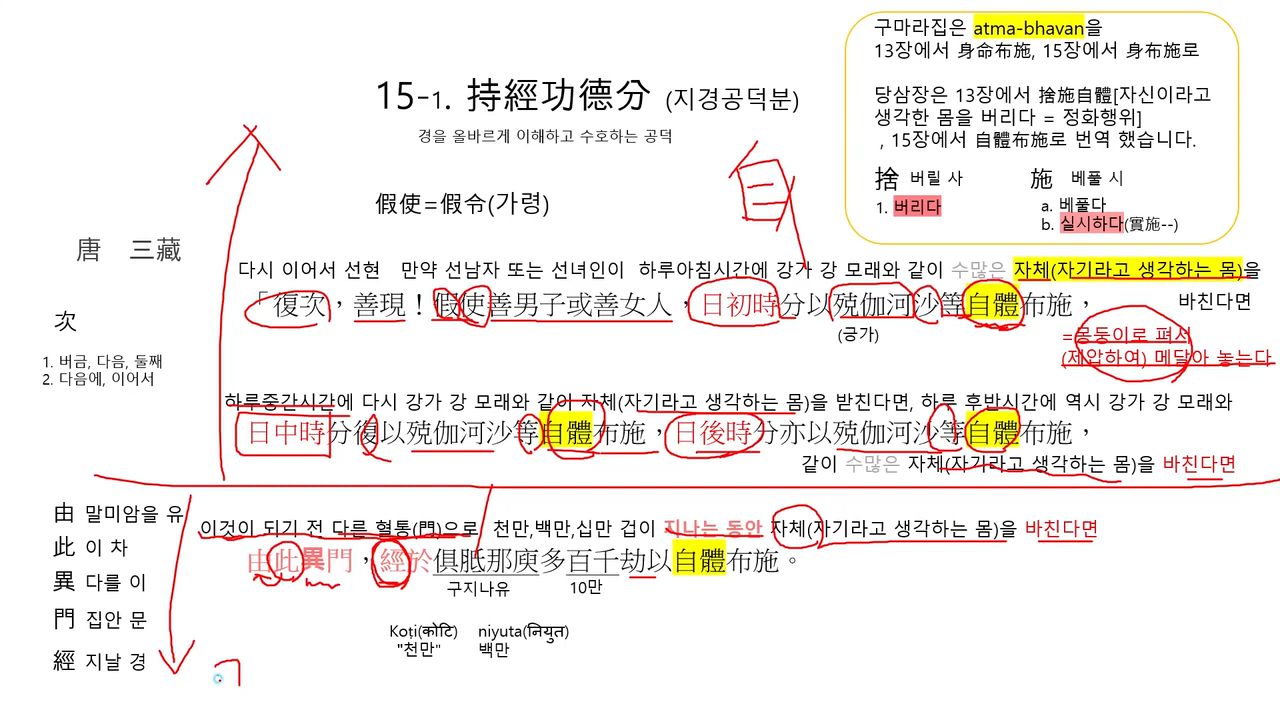 구마라집은 atma-bhavan을
13장에서 身命布施, 15장에서 身布施로
당삼장은 13장에서 捨施自體[자신이라고
생각한 몸을 버리다 = 정화행위]
, 15장에서 自體布施로 번역 했습니다.
捨 버릴 사 施 베풀 시
1. 버리다 a. 베풀다
b. 실시하다(實施--)
15-1. 持經功德分 (지경공덕분)
경을 올바르게 이해하고 수호하는 공덕
自
假使=假令(가령)
唐 三藏
次
1. 버금, 다음, 둘째
2. 다음에, 이어서
다시 이어서 선현 만약 선남자 또는 선녀인이 하루아침시간에 강가 강 모래와 같이 수많은 자체(자기라고 생각하는 몸)을
「復次，善現！假使善男子或善女人，日初時分以殑伽河沙等自體布施， 바친다면
(긍가)
=몽둥이로 펴서
(제압하여) 메달아 놓는다
하루중간시간에 다시 강가 강 모래와 같이 자체(자기라고 생각하는 몸)을 받친다면, 하루 후반시간에 역시 강가 강 모래와
日中時分復以殑伽河沙等自體布施，日後時分亦以殑伽河沙等自體布施，
같이 수많은 자체(자기라고 생각하는 몸)을 바친다면
由 말미암을 유
此 이 차
異 다를 이
門 집안 문
經 지날 경
이것이 되기 전 다른 혈통(門)으로 천만,백만,십만 겁이 지나는 동안 자체(자기라고 생각하는 몸)을 바친다면
由此異門，經於俱胝那庾多百千劫以自體布施。
구지나유 10만
Koṭi(कोटि) niyuta(नियुत)
"천만" 백만